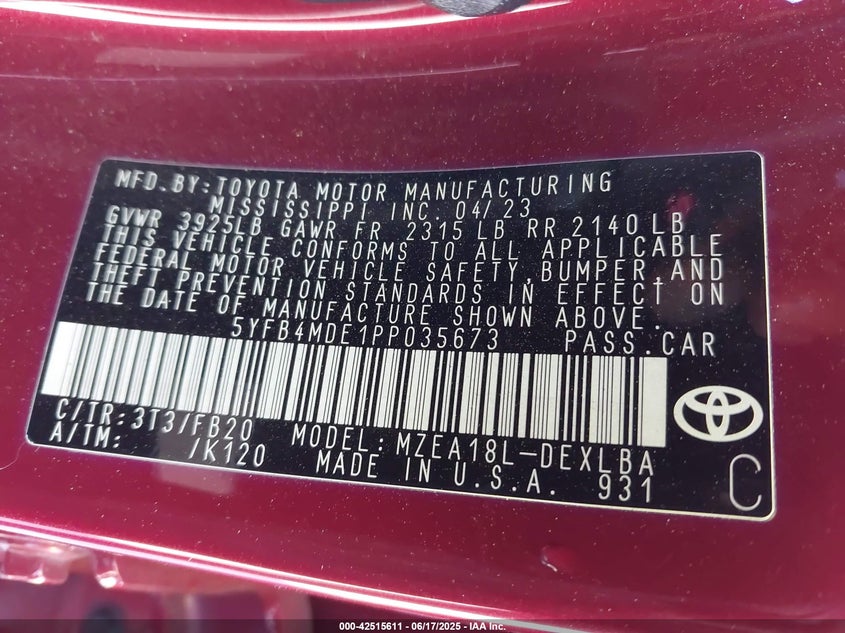 MFD.BY:TOYOTA MOTOR MANUFACTURING
MISSISSIPPI INC. 04/23
GVWR 3925LB GAWR FR 2315 LB RR 2140 LB
THIS VEHICLE CONFORMS TO ALL APPLICABLE
FEDERAL MOTOR VEHICLE SAFETY,BUMPER,AND
THEFT PREVENTION STANDARDS IN EFFECT ON
THE DATE OF MANUFACTURE SHOWN ABOVE.
5YFB4MDE1PP035673 PASS.CAR
C/TR:3T3/FB20 MODEL:MZEA18L-DEXLBA
A/TM: /K120 MADE IN U.S.A. 931
C
000-42515611 - 06/17/2025 - IAA Inc.